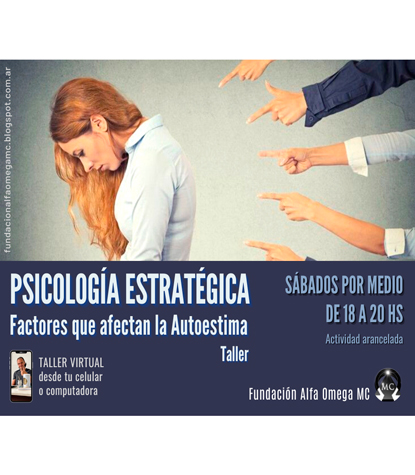 fundacionalfaomegamc.blogspot.com.ar
PSICOLOGÍA ESTRATÉGICA
Factores que afectan la Autoestima
Taller
SÁBADOS POR MEDIO
DE 18 A 20 HS
Actividad arancelada
TALLER VIRTUAL
desde tu celular
o computadora
Fundación Alfa Omega MC
MC